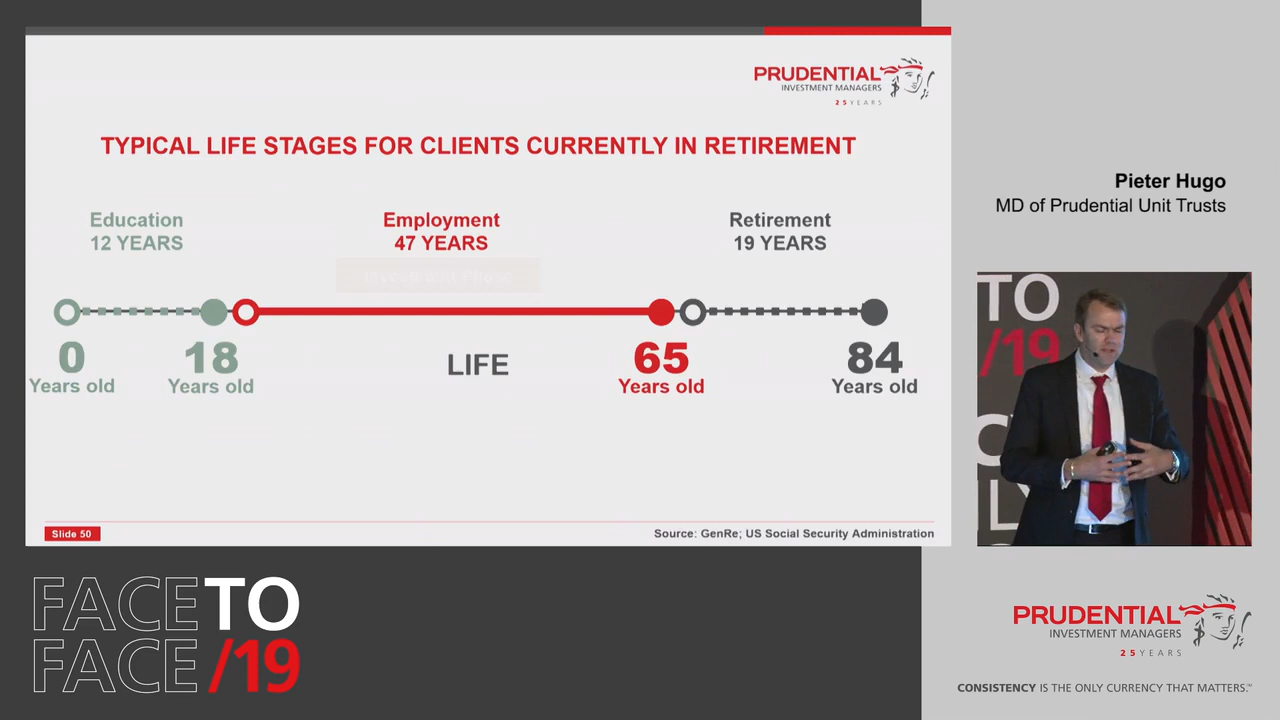 PRUDENTIAL
INVESTMENT MANAGERS
25 YEARS
TYPICAL LIFE STAGES FOR CLIENTS CURRENTLY IN RETIREMENT
Education
12 YEARS
Employment
47 YEARS
Retirement
19 YEARS
0
Years old
18
Years old
LIFE
65
Years old
84
Years old
Slide 50
Source: GenRe; US Social Security Administration
Pieter Hugo
MD of Prudential Unit Trusts
TO
/19
FACE TO
FACE /19
PRUDENTIAL
INVESTMENT MANAGERS
25 YEARS
CONSISTENCY IS THE ONLY CURRENCY THAT MATTERS.™